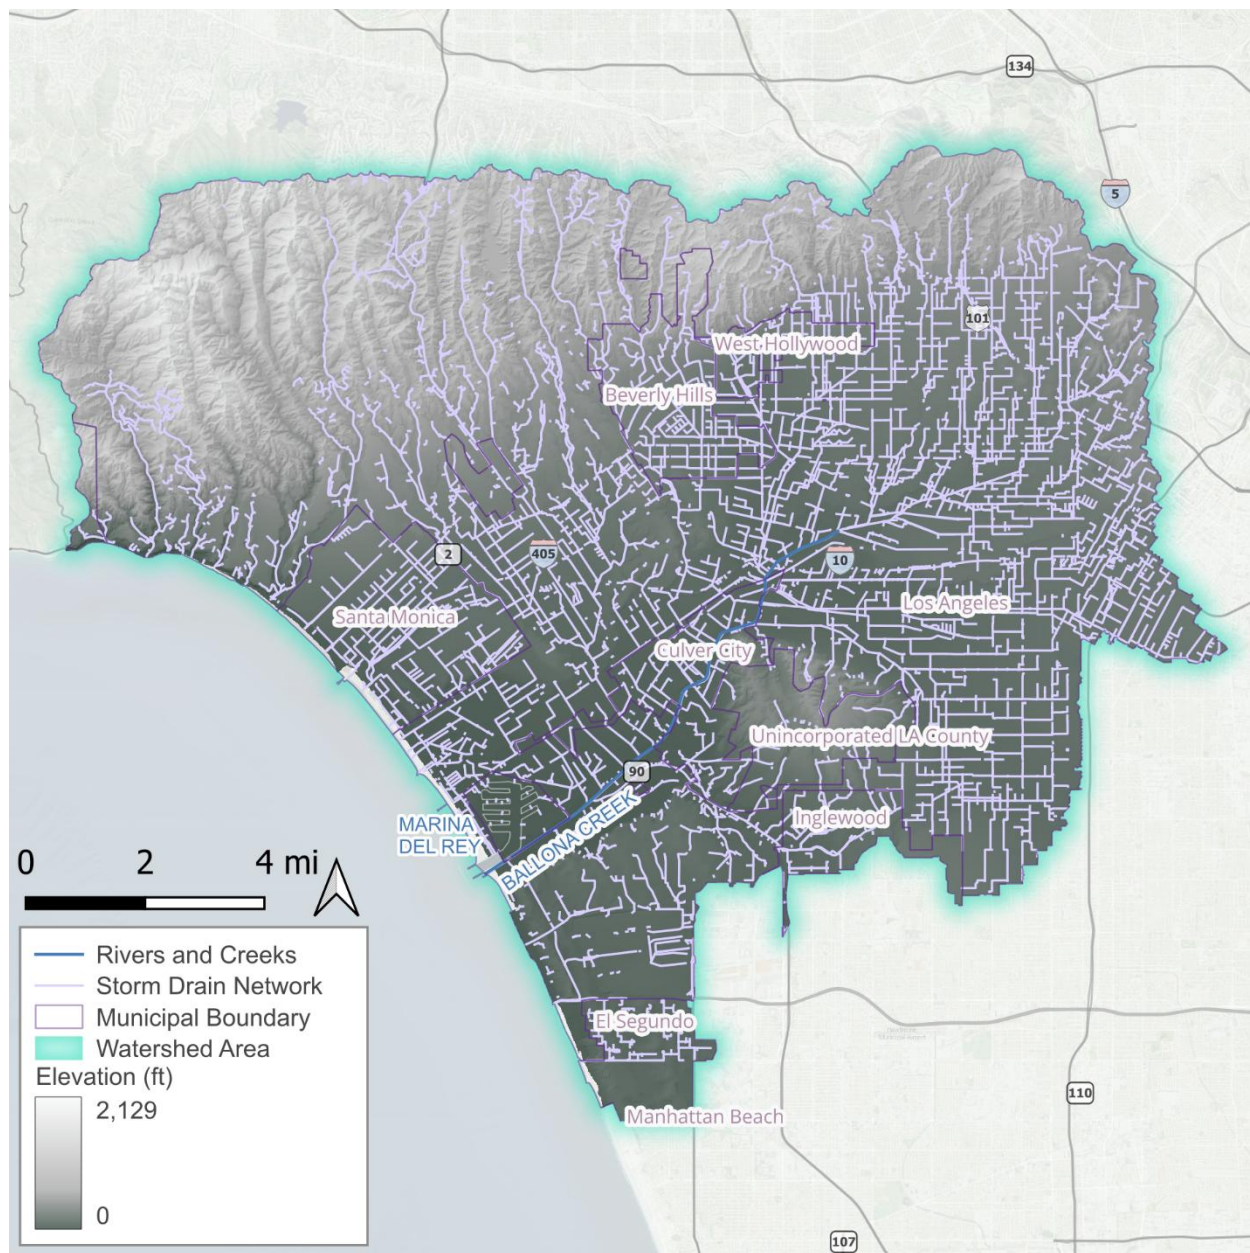 134
5
101
West Hollywood
Beverly Hills
2
405
10
Los Angeles
Santa Monica
Culver City
Unincorporated LA County
90
Inglewood
MARINA
DEL REY
BALLONA CREEK
0 2 4 mi
Rivers and Creeks
Storm Drain Network
Municipal Boundary
Watershed Area
Elevation (ft)
2,129
0
El Segundo
Manhattan Beach
110
107